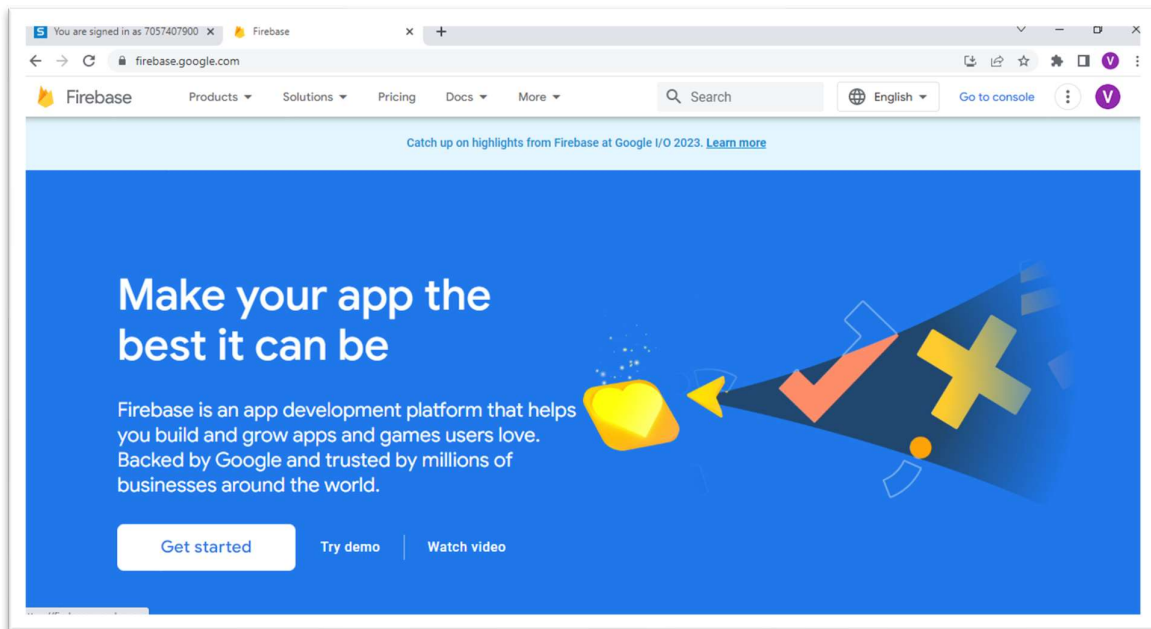 S You are signed in as 7057407900
Firebase
firebase.google.com
V
Firebase
Products
Solutions
Pricing
Docs
More
Search
English
Go to console
V
Catch up on highlights from Firebase at Google I/O 2023. Learn more
Make your app the
best it can be
Firebase is an app development platform that helps
you build and grow apps and games users love.
Backed by Google and trusted by millions of
businesses around the world.
Get started
Try demo
Watch video